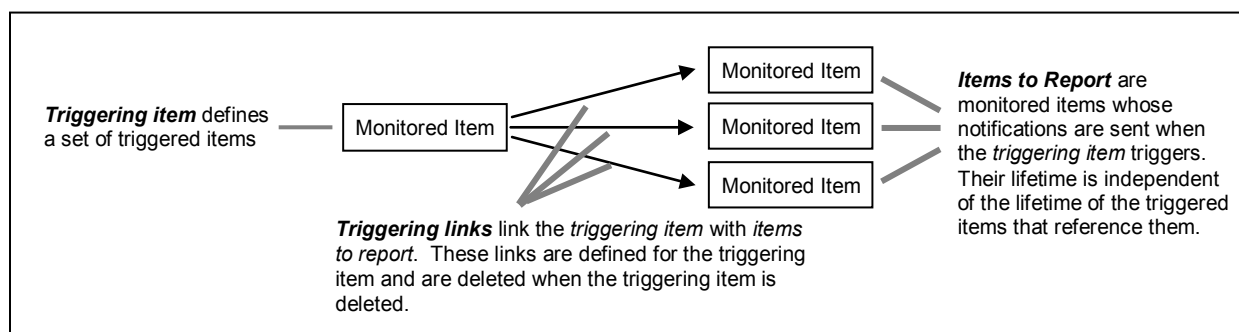 Triggering item defines
a set of triggered items
Monitored Item
Monitored Item
Monitored Item
Monitored Item
Triggering links link the triggering item with items
to report.  These links are defined for the triggering
item and are deleted when the triggering item is
deleted.
Items to Report are
monitored items whose
notifications are sent when
the triggering item triggers.
Their lifetime is independent
of the lifetime of the triggered
items that reference them.